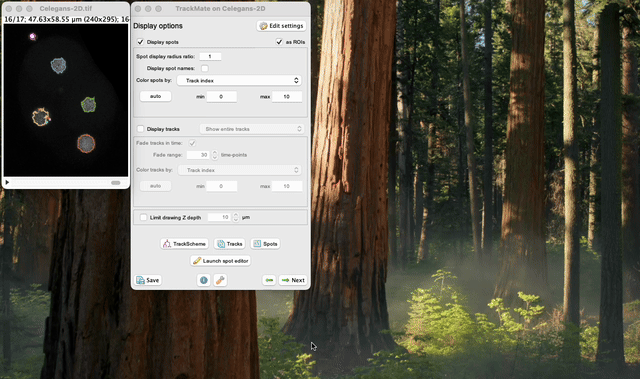 Celegans-2D.tif
16/17; 47.63x58.55 µm (240x295); 16
TrackMate on Celegans-2D
Display options
Edit settings
Display spots
as ROIs
Spot display radius ratio: 1
Display spot names:
Color spots by: Track index
auto min 0 max 10
Display tracks Show entire tracks
Fade tracks in time:
Fade range: 30 time-points
Color tracks by: Track index
auto min 0 max 10
Limit drawing Z depth 10 µm
TrackScheme Tracks Spots
Launch spot editor
Save Next